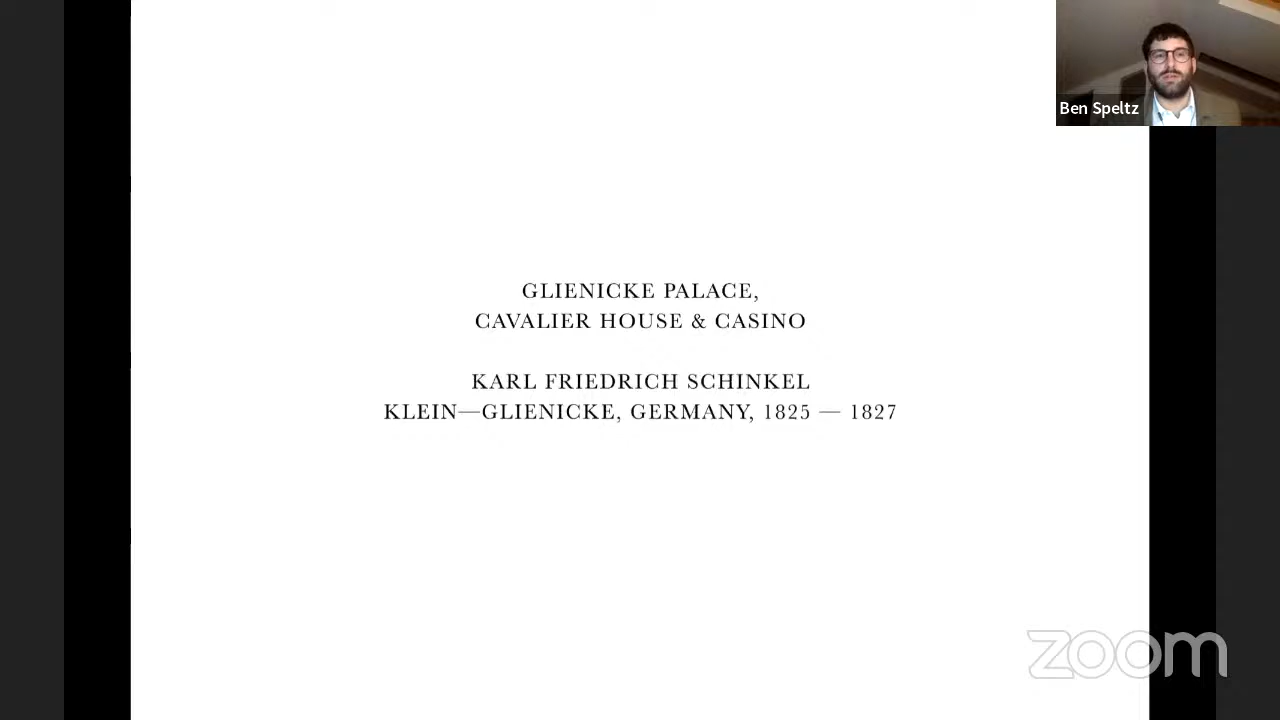 Ben Speltz
GLIENICKE PALACE,
CAVALIER HOUSE & CASINO
KARL FRIEDRICH SCHINKEL
KLEIN—GLIENICKE, GERMANY, 1825 — 1827
zoom